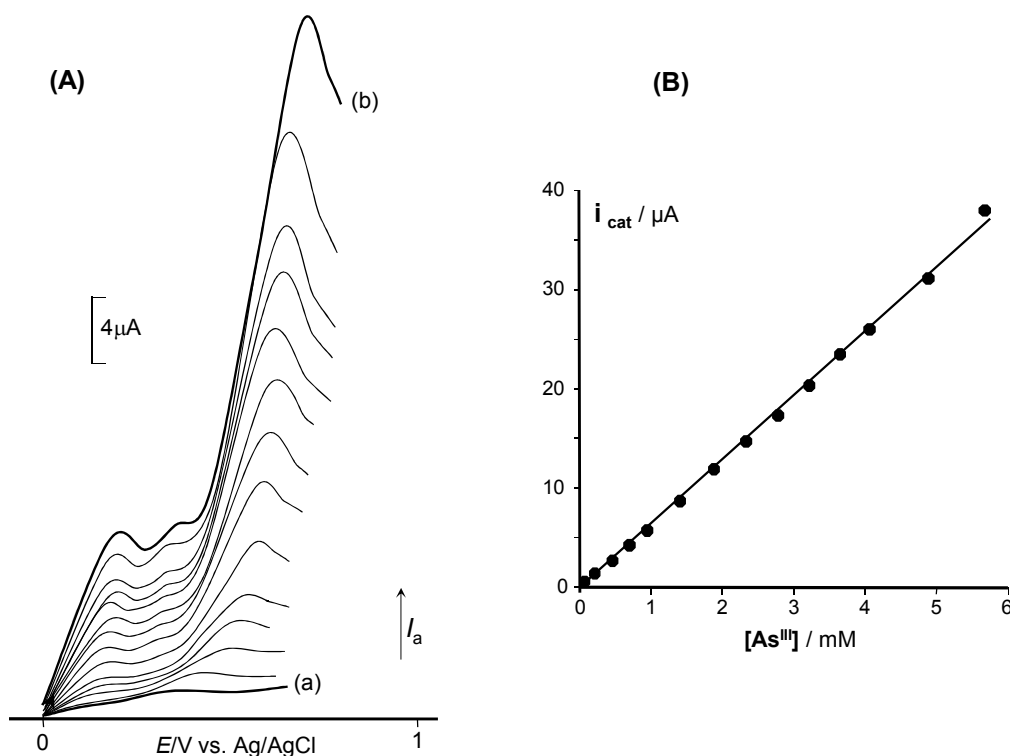 (A)
(b)
4μA
Iₐ
(a)
0
1
E/V vs. Ag/AgCl
(B)
40
i cat / μA
30
20
10
0
0 1 2 3 4 5 6
[Asᴵᴵᴵ] / mM